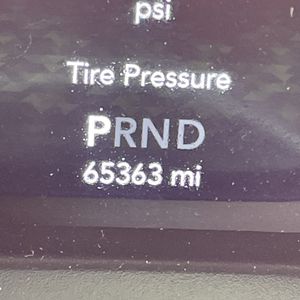 psi
Tire Pressure
PRND
65363 mi